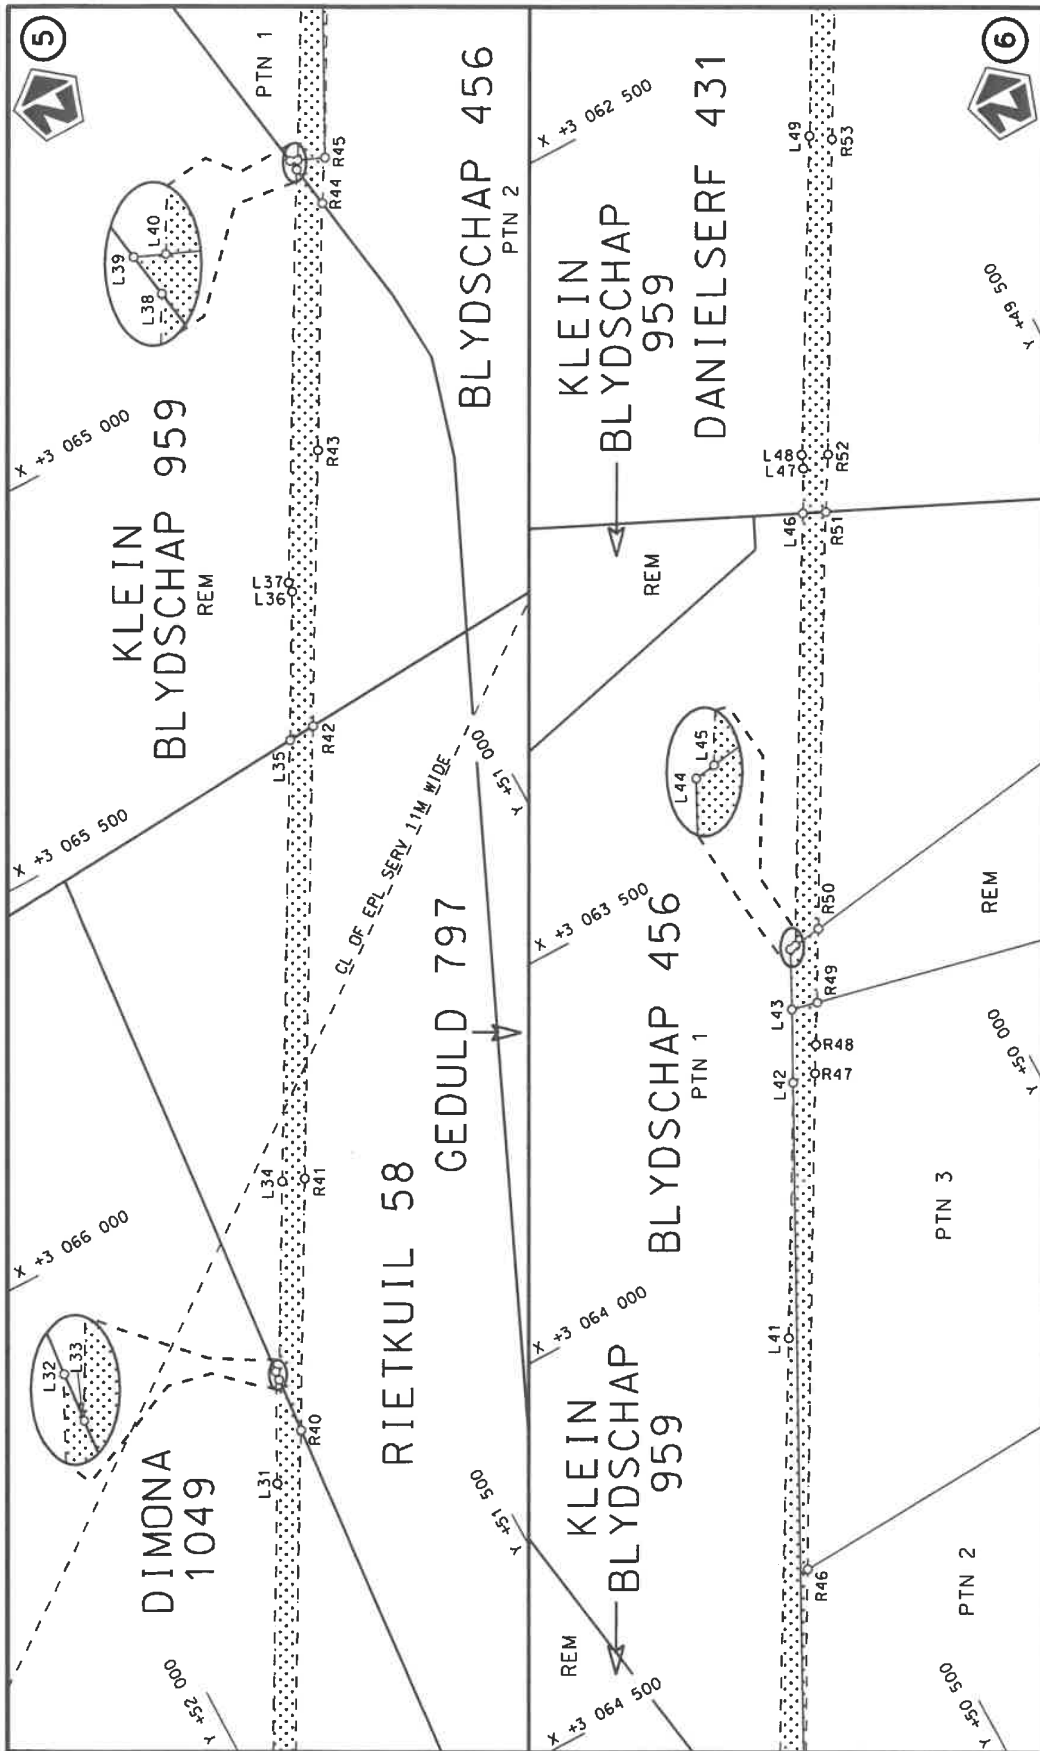 5
X +3 066 000
X +3 065 500
X +3 065 000
L32
L33
DIMONA
1049
KLEIN
BLYDSCHAP 959
REM
L38
L39
L40
PTN 1
Y +52 000
L31
L34
L35
L36
L37
R40
R41
R42
R43
R44
R45
CL OF EPL SERV 11M WIDE
RIETKUIL 58
GEDULD 797
BLYDSCHAP 456
PTN 2
Y +51 500
Y +51 000
6
X +3 064 500
X +3 064 000
X +3 063 500
X +3 062 500
REM
KLEIN
BLYDSCHAP
959
BLYDSCHAP 456
PTN 1
L44
L45
REM
KLEIN
BLYDSCHAP
959
DANIELSERF 431
L41
L42
L43
L46
L47
L48
L49
R46
R47
R48
R49
R50
R51
R52
R53
PTN 2
PTN 3
REM
Y +50 500
Y +50 000
Y +49 500